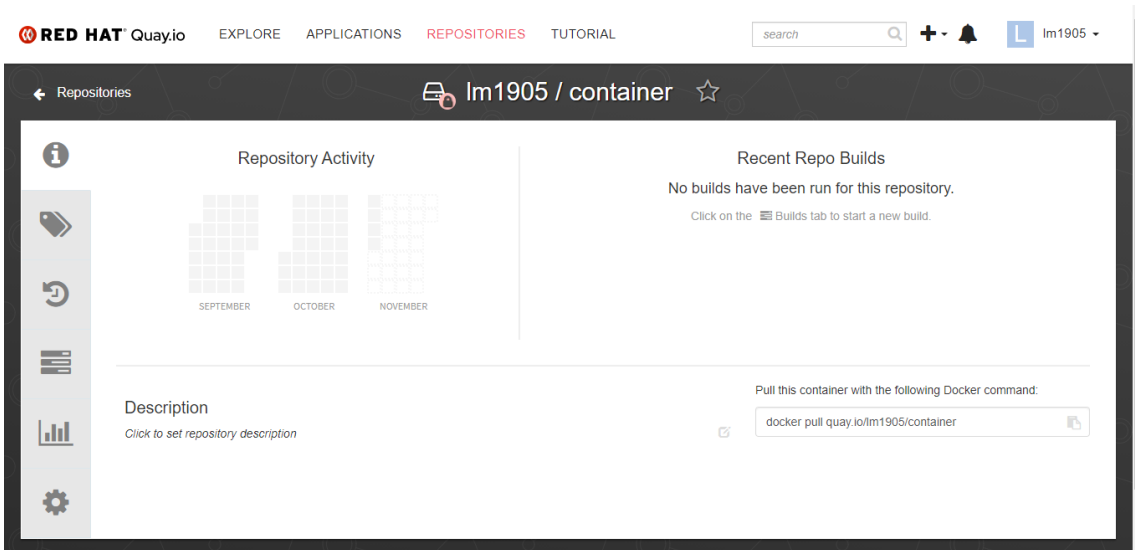 RED HAT Quay.io EXPLORE APPLICATIONS REPOSITORIES TUTORIAL search L lm1905
Repositories lm1905 / container
Repository Activity
SEPTEMBER OCTOBER NOVEMBER
Recent Repo Builds
No builds have been run for this repository.
Click on the Builds tab to start a new build.
Description
Click to set repository description
Pull this container with the following Docker command:
docker pull quay.io/lm1905/container